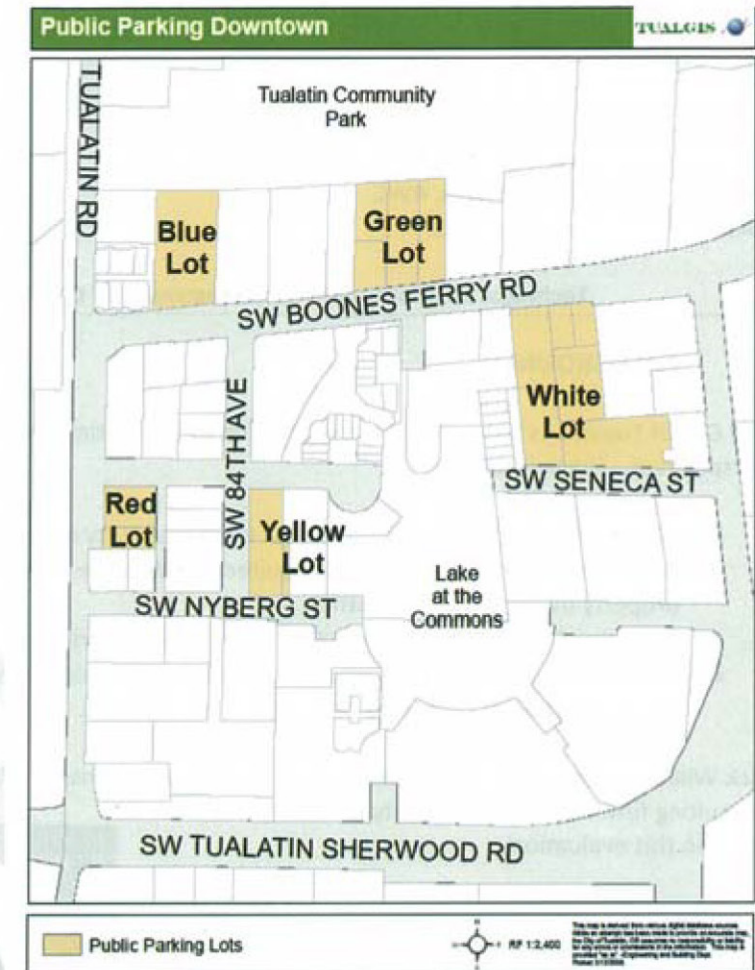 Public Parking Downtown
TUALGIS
TUALATIN RD
Tualatin Community
Park
Blue
Lot
Green
Lot
SW BOONES FERRY RD
White
Lot
SW 84TH AVE
SW SENECA ST
Red
Lot
Yellow
Lot
Lake
at the
Commons
SW NYBERG ST
SW TUALATIN SHERWOOD RD
Public Parking Lots
RF 1:2,400